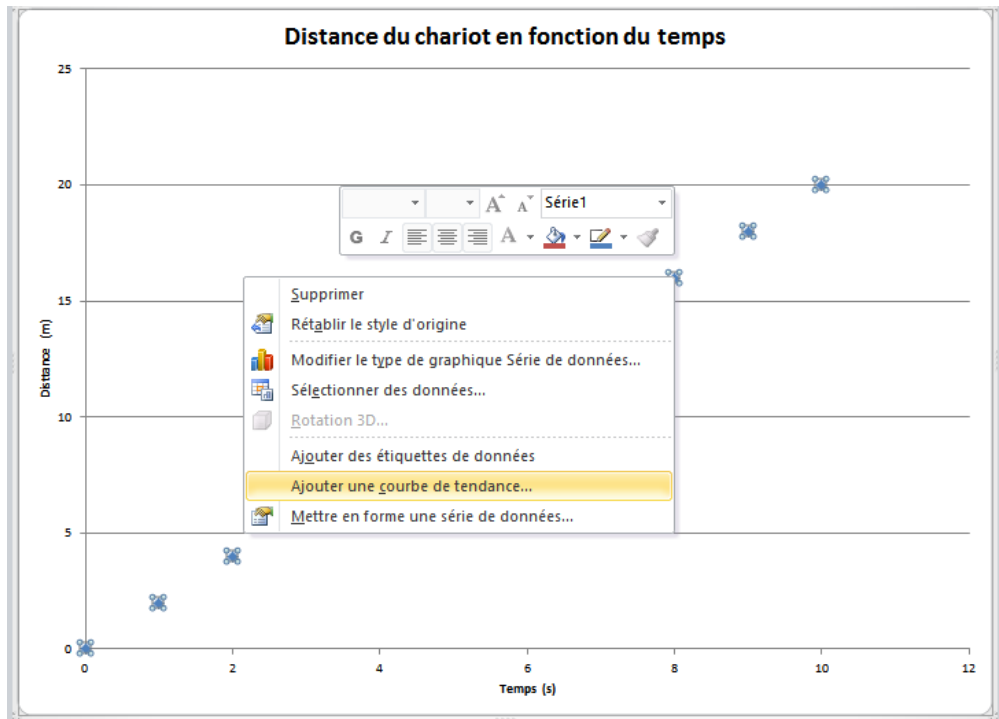 Distance du chariot en fonction du temps
25
20
15
10
5
0
Distance (m)
Série1
G I A
Supprimer
Rétablir le style d'origine
Modifier le type de graphique Série de données...
Sélectionner des données...
Rotation 3D...
Ajouter des étiquettes de données
Ajouter une courbe de tendance...
Mettre en forme une série de données...
0 2 4 6 8 10 12
Temps (s)